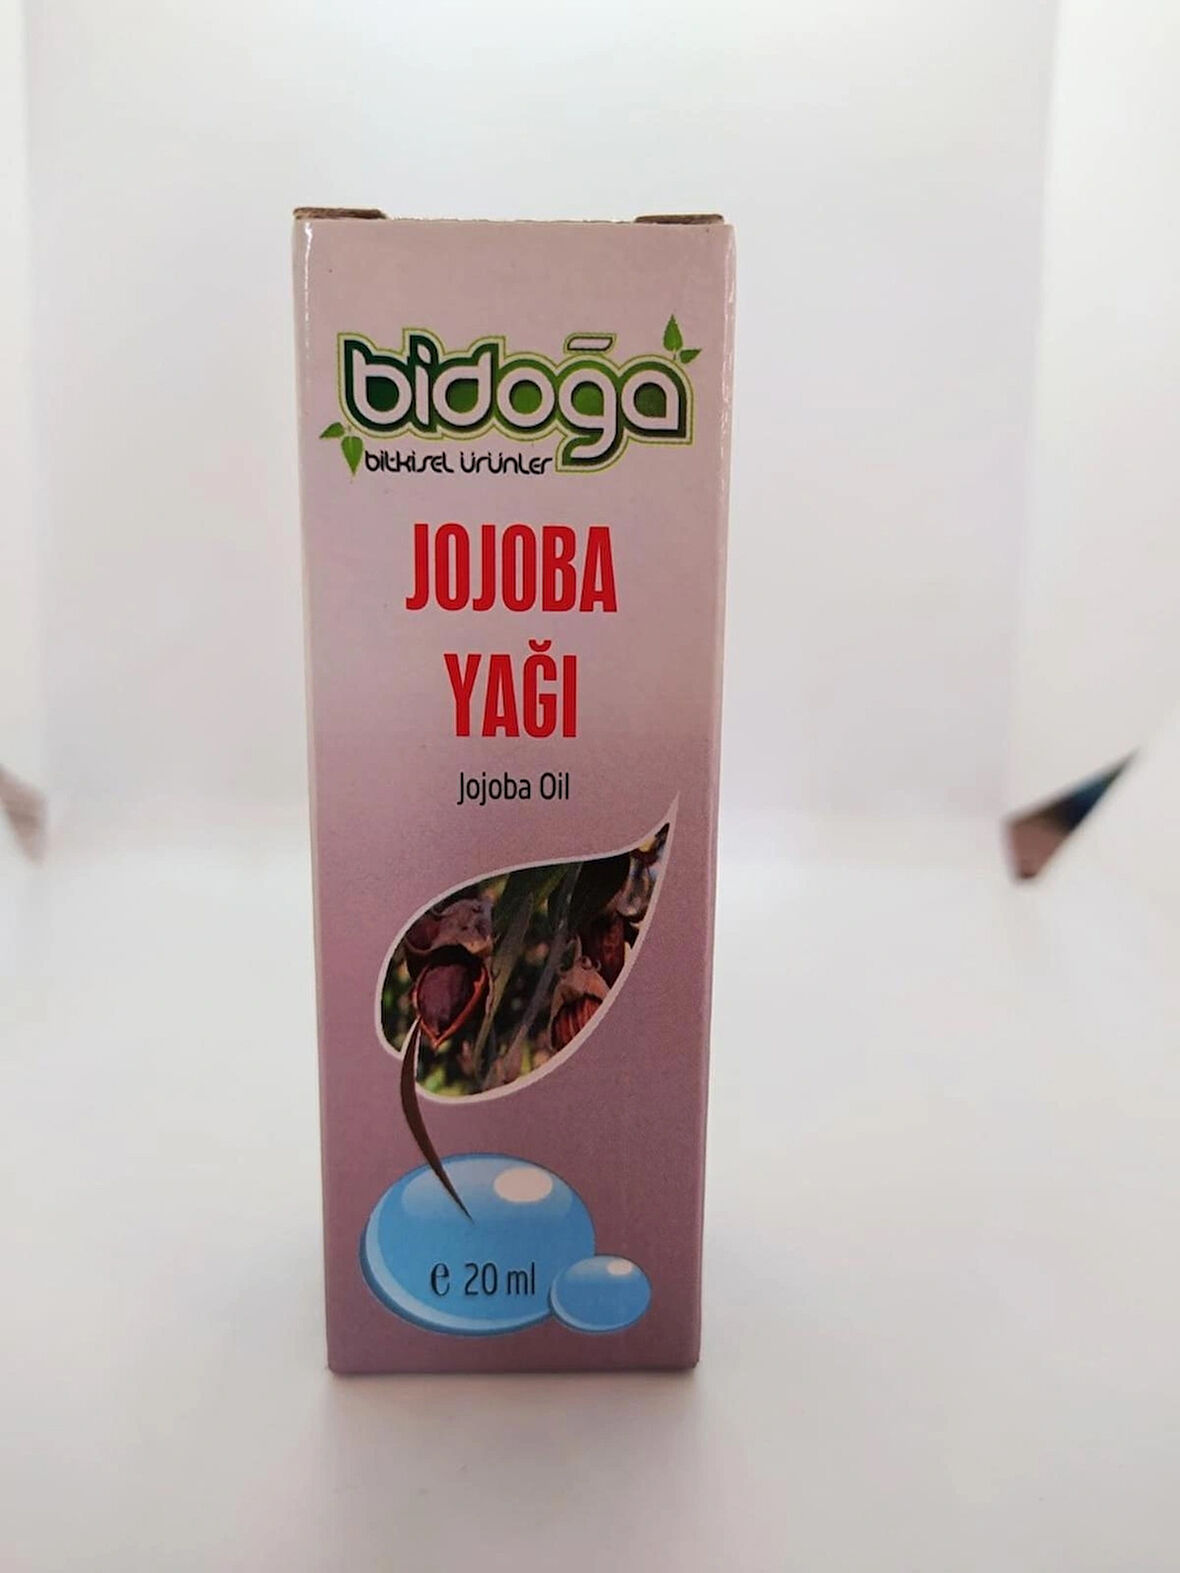 bidoğa
bitkisel ürünler
JOJOBA
YAĞI
Jojoba Oil
e 20 ml